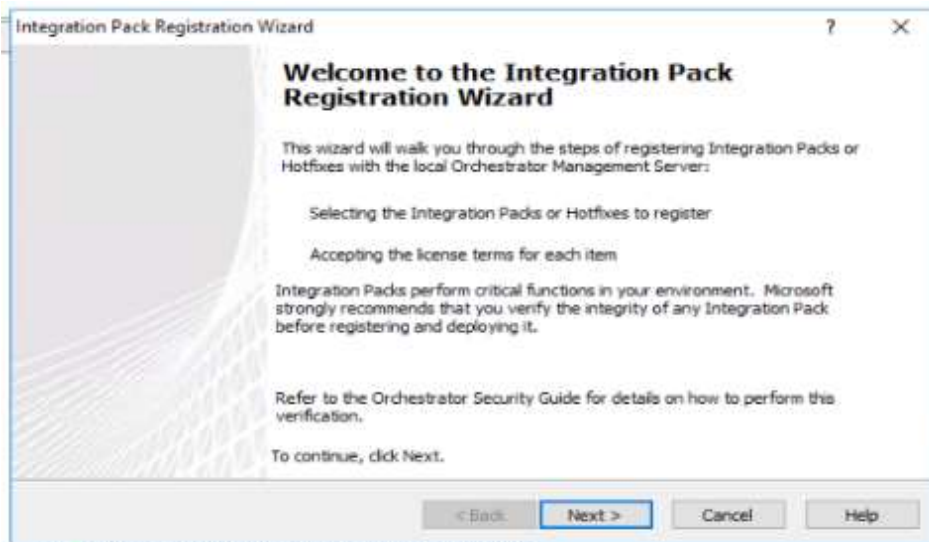 Integration Pack Registration Wizard
?
Welcome to the Integration Pack
Registration Wizard
This wizard will walk you through the steps of registering Integration Packs or
Hotfixes with the local Orchestrator Management Server:
Selecting the Integration Packs or Hotfixes to register
Accepting the license terms for each item
Integration Packs perform critical functions in your environment. Microsoft
strongly recommends that you verify the integrity of any Integration Pack
before registering and deploying it.
Refer to the Orchestrator Security Guide for details on how to perform this
verification.
To continue, click Next.
< Back
Next >
Cancel
Help